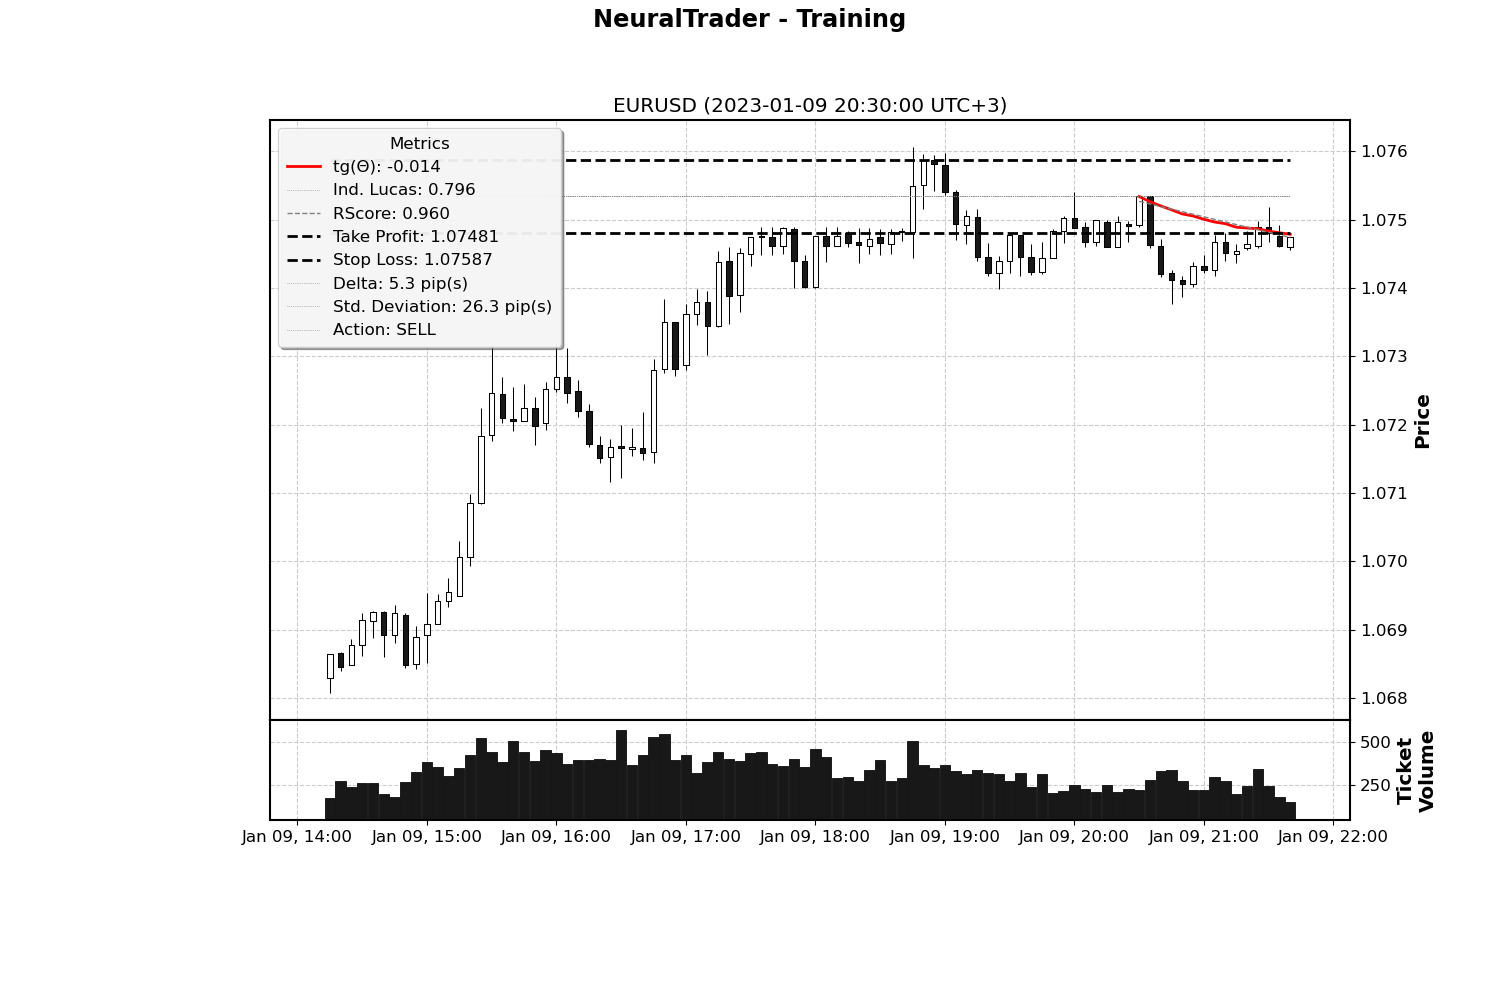 NeuralTrader - Training
EURUSD (2023-01-09 20:30:00 UTC+3)
Metrics
tg(Θ): -0.014
Ind. Lucas: 0.796
RScore: 0.960
Take Profit: 1.07481
Stop Loss: 1.07587
Delta: 5.3 pip(s)
Std. Deviation: 26.3 pip(s)
Action: SELL
1.076
1.075
1.074
1.073
1.072
1.071
1.070
1.069
1.068
Price
500
250
Ticket
Volume
Jan 09, 14:00
Jan 09, 15:00
Jan 09, 16:00
Jan 09, 17:00
Jan 09, 18:00
Jan 09, 19:00
Jan 09, 20:00
Jan 09, 21:00
Jan 09, 22:00